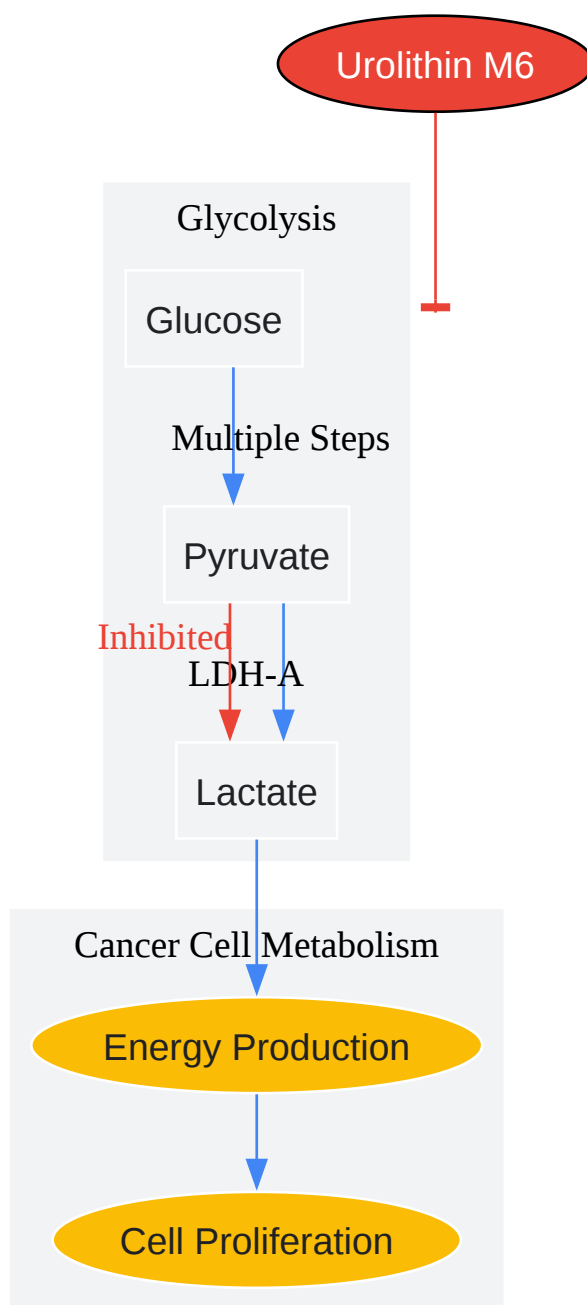 Urolithin M6
Glycolysis
Glucose
Multiple Steps
Pyruvate
Inhibited
LDH-A
Lactate
Cancer Cell Metabolism
Energy Production
Cell Proliferation